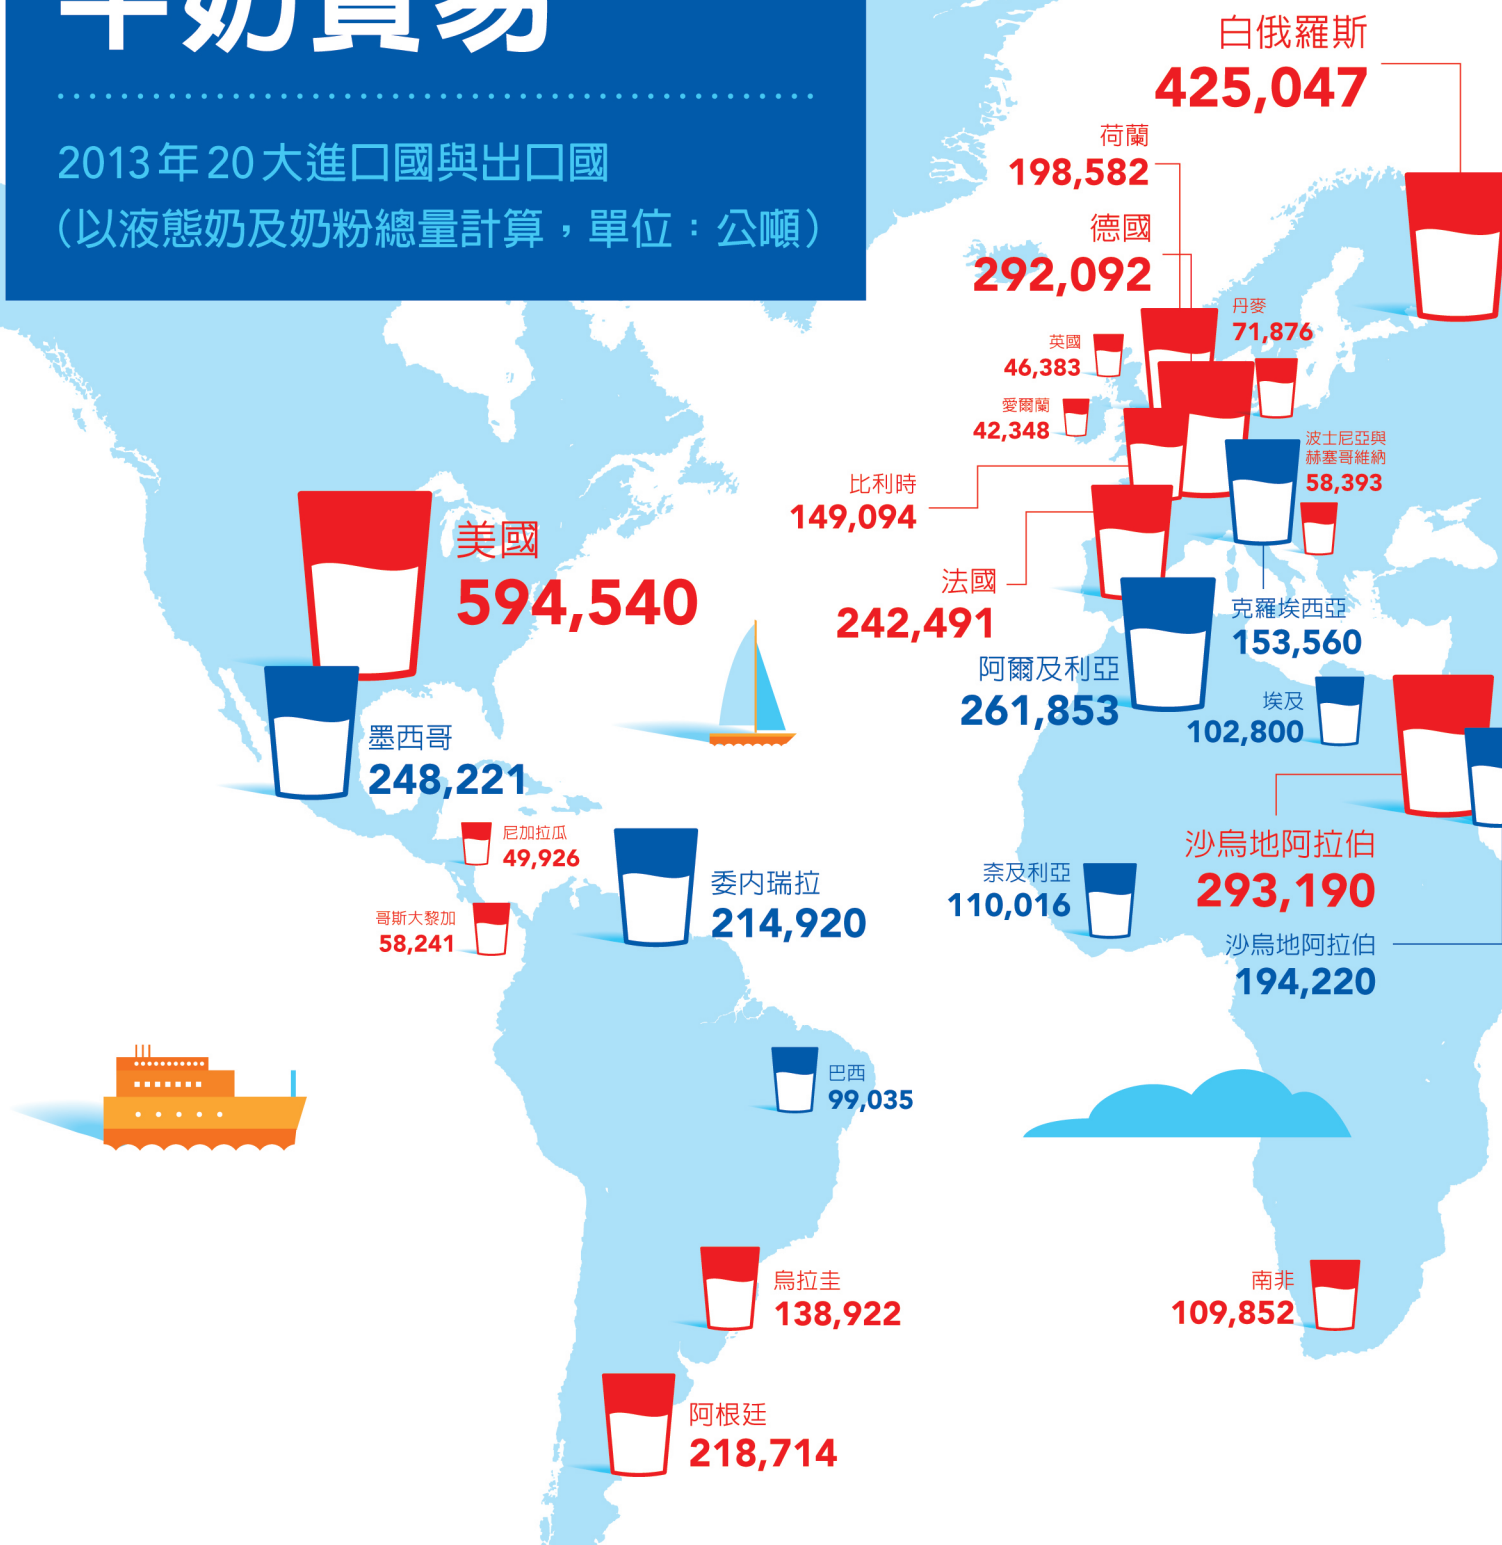 牛奶貿易
2013年20大進口國與出口國
（以液態奶及奶粉總量計算，單位：公噸）
白俄羅斯
425,047
荷蘭
198,582
德國
292,092
丹麥
71,876
英國
46,383
愛爾蘭
42,348
波士尼亞與
赫塞哥維納
58,393
比利時
149,094
美國
594,540
法國
242,491
克羅埃西亞
153,560
阿爾及利亞
261,853
埃及
102,800
墨西哥
248,221
尼加拉瓜
49,926
沙烏地阿拉伯
293,190
委內瑞拉
214,920
奈及利亞
110,016
哥斯大黎加
58,241
沙烏地阿拉伯
194,220
巴西
99,035
烏拉圭
138,922
南非
109,852
阿根廷
218,714